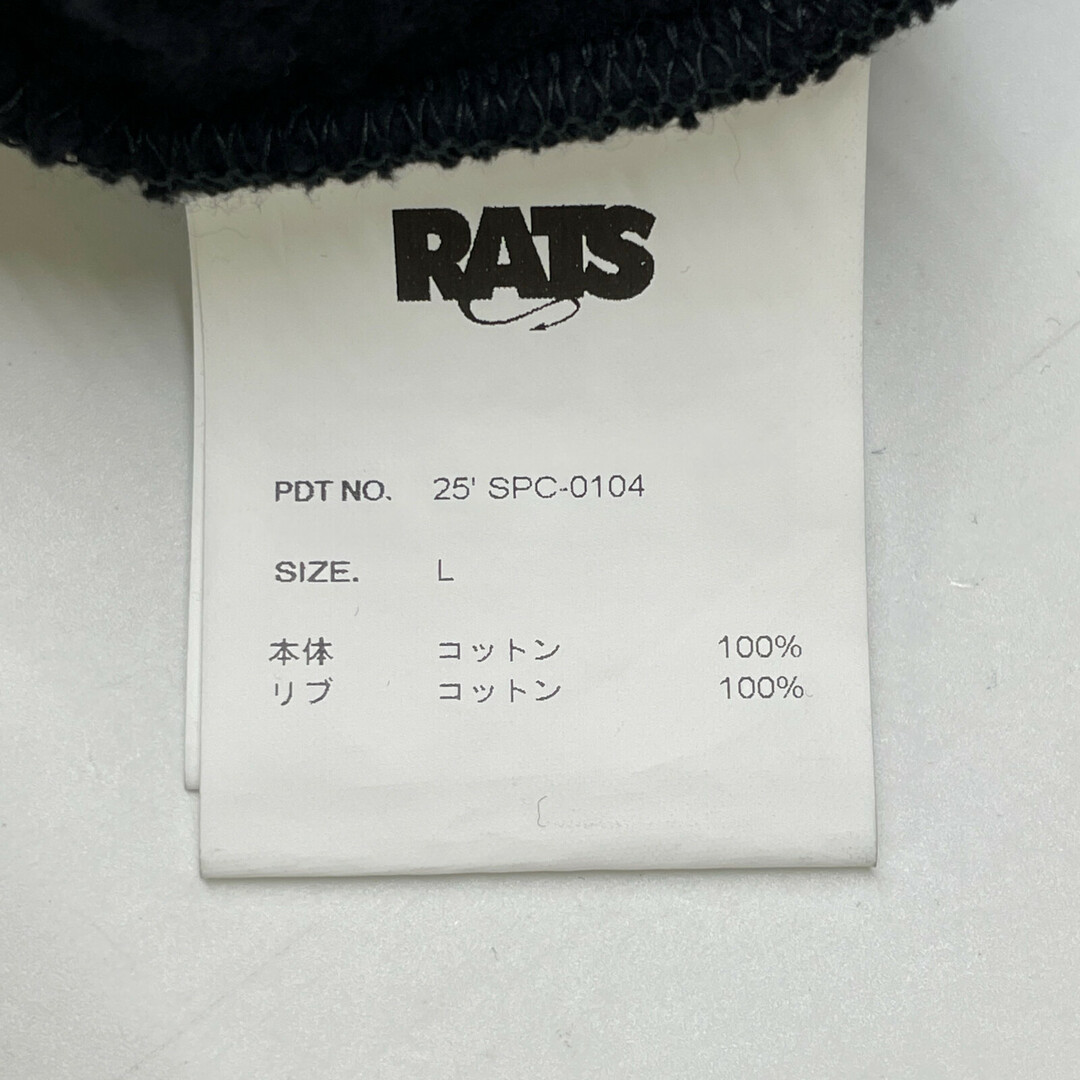 RATS
PDT NO. 25' SPC-0104
SIZE. L
本体 コットン 100%
リブ コットン 100%